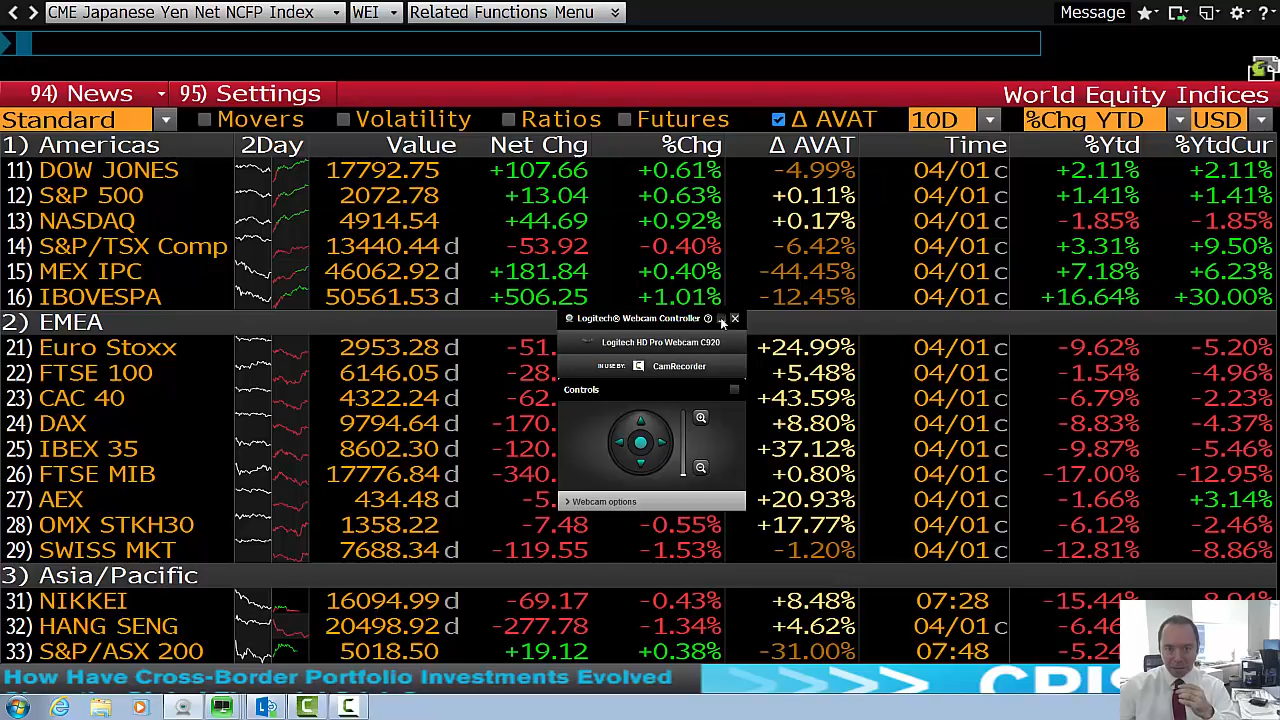 CME Japanese Yen Net NCFP Index WEI Related Functions Menu Message ?
94) News 95) Settings World Equity Indices
Standard Movers Volatility Ratios Futures Δ AVAT 10D %Chg YTD USD
1) Americas 2Day Value Net Chg %Chg Δ AVAT Time %Ytd %YtdCur
11) DOW JONES 17792.75 +107.66 +0.61% -4.99% 04/01 c +2.11% +2.11%
12) S&P 500 2072.78 +13.04 +0.63% +0.11% 04/01 c +1.41% +1.41%
13) NASDAQ 4914.54 +44.69 +0.92% +0.17% 04/01 c -1.85% -1.85%
14) S&P/TSX Comp 13440.44 d -53.92 -0.40% -6.42% 04/01 c +3.31% +9.50%
15) MEX IPC 46062.92 d +181.84 +0.40% -44.45% 04/01 c +7.18% +6.23%
16) IBOVESPA 50561.53 d +506.25 +1.01% -12.45% 04/01 c +16.64% +30.00%
2) EMEA
Logitech® Webcam Controller ?
Logitech HD Pro Webcam C920
IN USE BY: C CamRecorder
Controls
Webcam options
21) Euro Stoxx 2953.28 d -51. +24.99% 04/01 c -9.62% -5.20%
22) FTSE 100 6146.05 d -28. +5.48% 04/01 c -1.54% -4.96%
23) CAC 40 4322.24 d -62. +43.59% 04/01 c -6.79% -2.23%
24) DAX 9794.64 d -170. +8.80% 04/01 c -8.83% -4.37%
25) IBEX 35 8602.30 d -120. +37.12% 04/01 c -9.87% -5.46%
26) FTSE MIB 17776.84 d -340. +0.80% 04/01 c -17.00% -12.95%
27) AEX 434.48 d -5. +20.93% 04/01 c -1.66% +3.14%
28) OMX STKH30 1358.22 d -7.48 -0.55% +17.77% 04/01 c -6.12% -2.46%
29) SWISS MKT 7688.34 d -119.55 -1.53% -1.20% 04/01 c -12.81% -8.86%
3) Asia/Pacific
31) NIKKEI 16094.99 d -69.17 -0.43% +8.48% 07:28 -15.44%
32) HANG SENG 20498.92 d -277.78 -1.34% +4.62% 04/01 c -6.46
33) S&P/ASX 200 5018.50 d +19.12 +0.38% -31.00% 07:48 -5.24
How Have Cross-Border Portfolio Investments Evolved